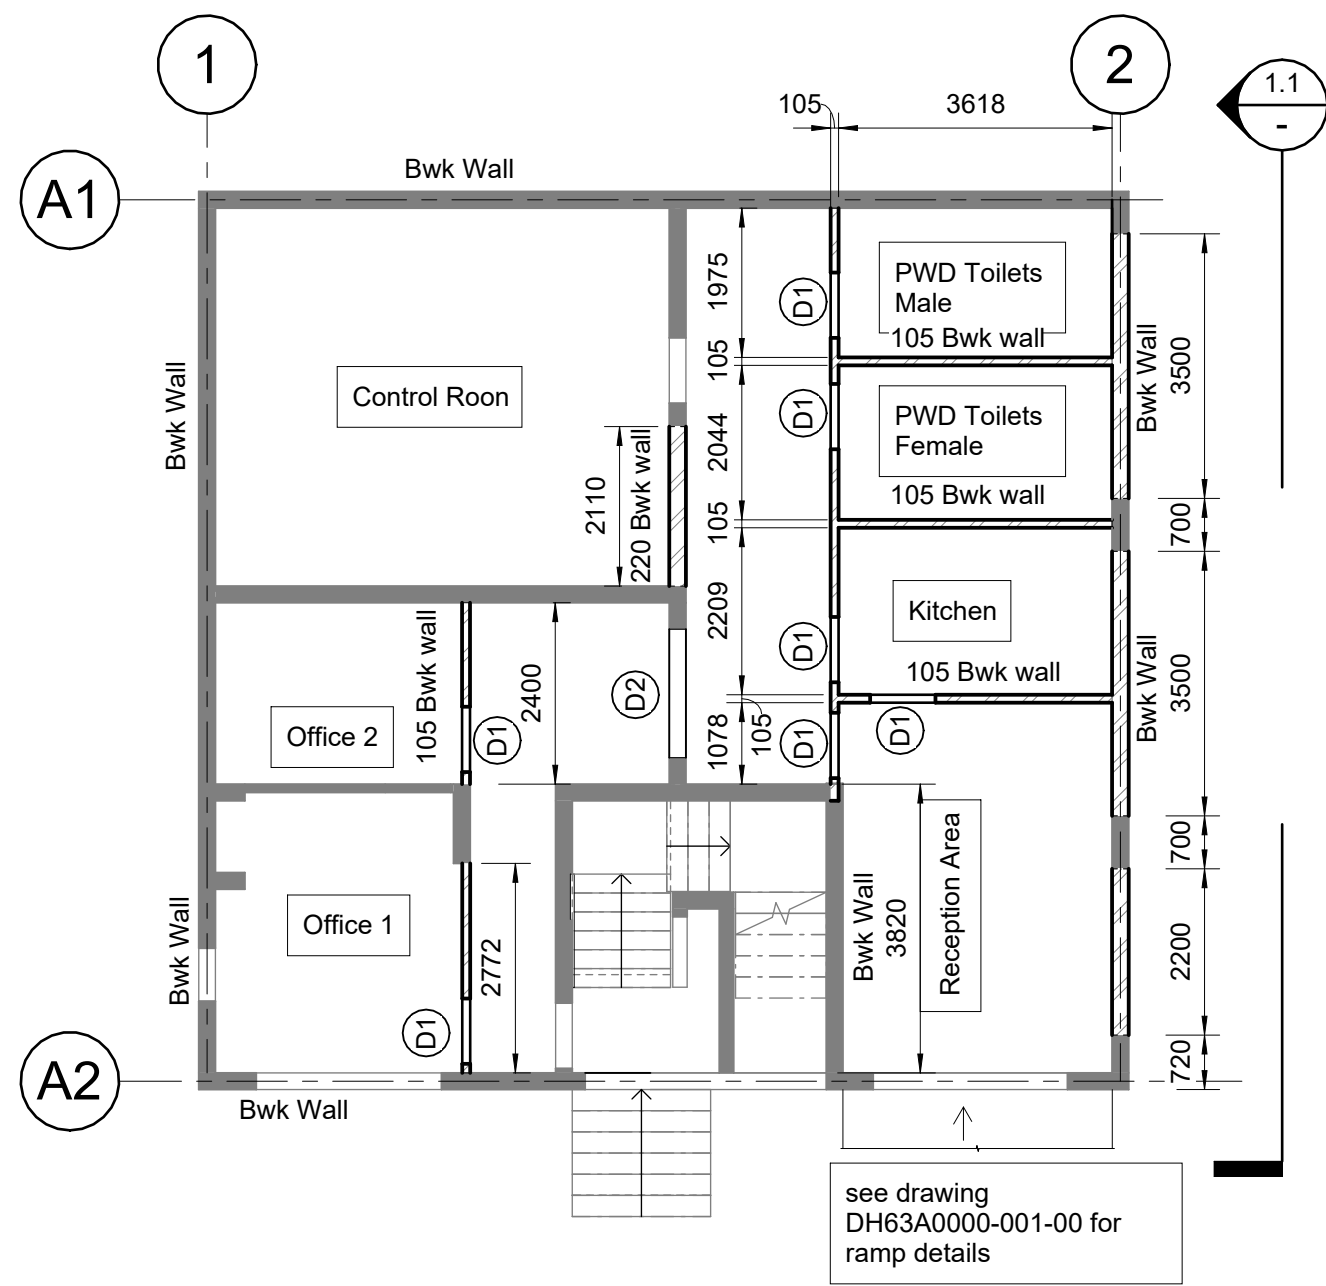 1
2
1.1
-
105
3618
A1
Bwk Wall
PWD Toilets
Male
105 Bwk wall
D1
1975
105
Bwk Wall
3500
Bwk Wall
Control Roon
PWD Toilets
Female
105 Bwk wall
D1
2044
105
2110
220 Bwk wall
700
Kitchen
105 Bwk wall
D1
2209
Bwk Wall
3500
105 Bwk wall
2400
D2
Office 2
D1
1078
105
D1
D1
700
Office 1
Bwk Wall
2772
D1
Bwk Wall
3820
Reception Area
2200
720
A2
Bwk Wall
see drawing
DH63A0000-001-00 for
ramp details